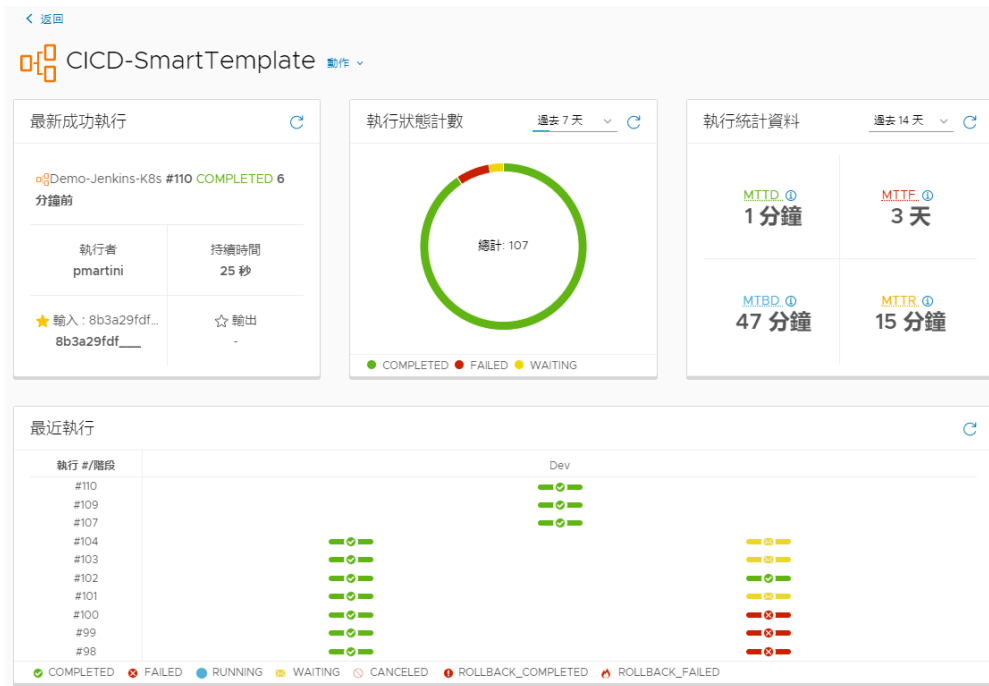 返回
CICD-SmartTemplate 動作
最新成功執行
Demo-Jenkins-K8s #110 COMPLETED 6
分鐘前
執行者
pmartini
持續時間
25 秒
輸入 : 8b3a29fdf...
8b3a29fdf___
輸出
-
執行狀態計數 過去 7 天
總計: 107
COMPLETED FAILED WAITING
執行統計資料 過去 14 天
MTTD
1 分鐘
MTTF
3 天
MTBD
47 分鐘
MTTR
15 分鐘
最近執行
執行 #/階段 Dev
#110
#109
#107
#104
#103
#102
#101
#100
#99
#98
COMPLETED FAILED RUNNING WAITING CANCELED ROLLBACK_COMPLETED ROLLBACK_FAILED